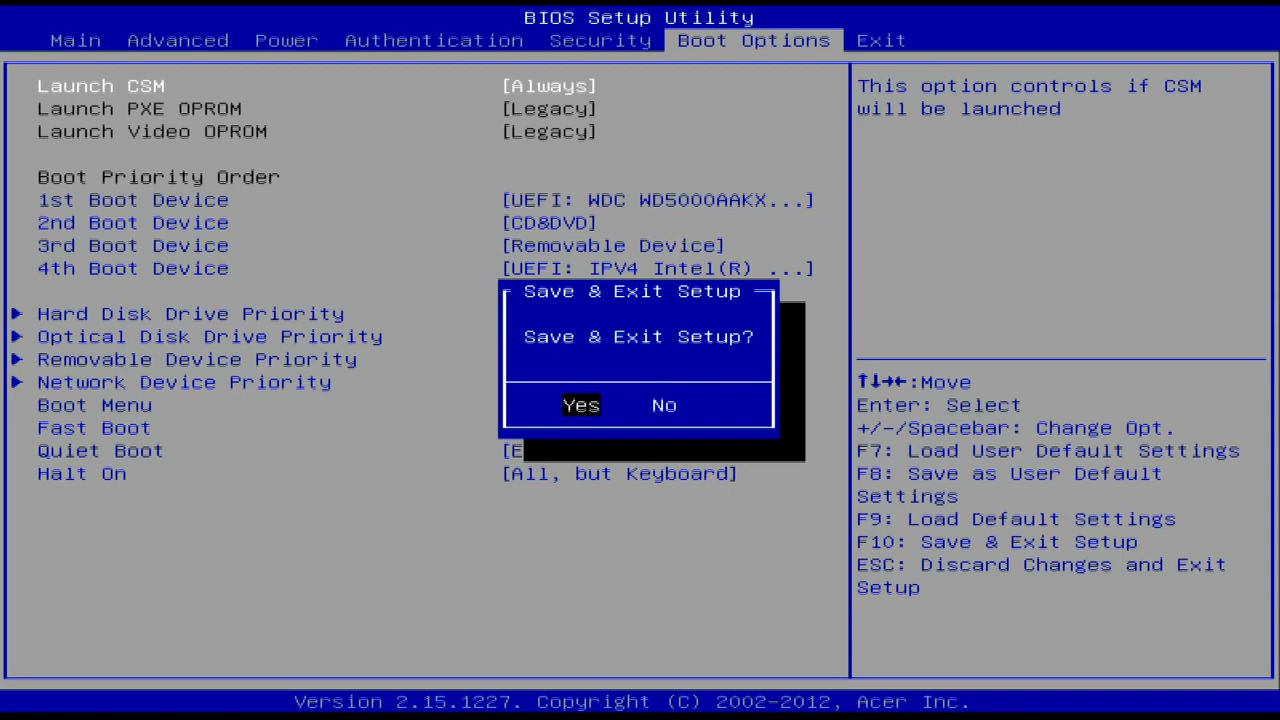 BIOS Setup Utility
Main Advanced Power Authentication Security Boot Options Exit
Launch CSM [Always]
Launch PXE OPROM [Legacy]
Launch Video OPROM [Legacy]
Boot Priority Order
1st Boot Device [UEFI: WDC WD5000AAKX...]
2nd Boot Device [CD&DVD]
3rd Boot Device [Removable Device]
4th Boot Device [UEFI: IPV4 Intel(R) ...]
Hard Disk Drive Priority
Optical Disk Drive Priority
Removable Device Priority
Network Device Priority
Boot Menu
Fast Boot
Quiet Boot [E
Halt On [All, but Keyboard]
Save & Exit Setup
Save & Exit Setup?
Yes No
This option controls if CSM
will be launched
↑↓→←:Move
Enter: Select
+/-/Spacebar: Change Opt.
F7: Load User Default Settings
F8: Save as User Default
Settings
F9: Load Default Settings
F10: Save & Exit Setup
ESC: Discard Changes and Exit
Setup
Version 2.15.1227. Copyright (C) 2002-2012, Acer Inc.